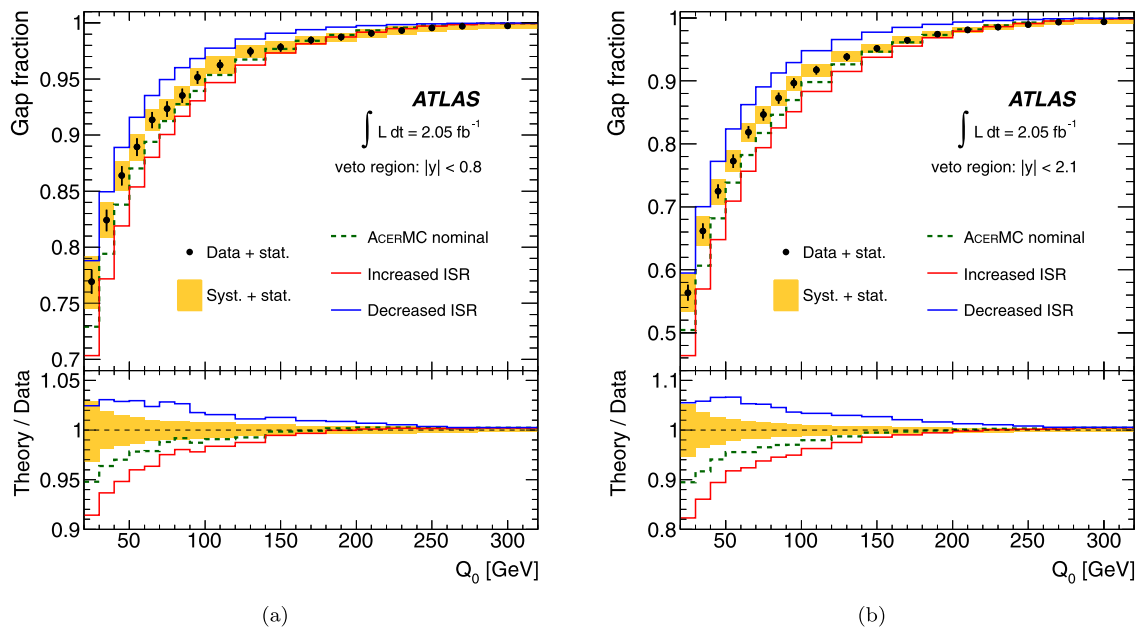 Gap fraction
1
0.95
0.9
0.85
0.8
0.75
0.7
ATLAS
∫ L dt = 2.05 fb⁻¹
veto region: |y| < 0.8
Data + stat.
Syst. + stat.
ACERMC nominal
Increased ISR
Decreased ISR
Theory / Data
1.05
1
0.95
0.9
50 100 150 200 250 300
Q₀ [GeV]
(a)
Gap fraction
1
0.9
0.8
0.7
0.6
0.5
ATLAS
∫ L dt = 2.05 fb⁻¹
veto region: |y| < 2.1
Data + stat.
Syst. + stat.
ACERMC nominal
Increased ISR
Decreased ISR
Theory / Data
1.1
1
0.9
0.8
50 100 150 200 250 300
Q₀ [GeV]
(b)